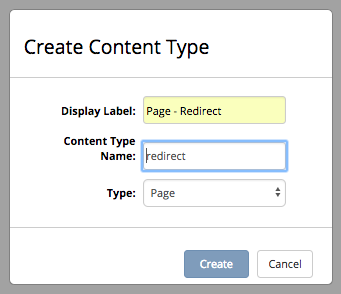 Create Content Type
Display Label: Page - Redirect
Content Type
Name: redirect
Type: Page
Create Cancel